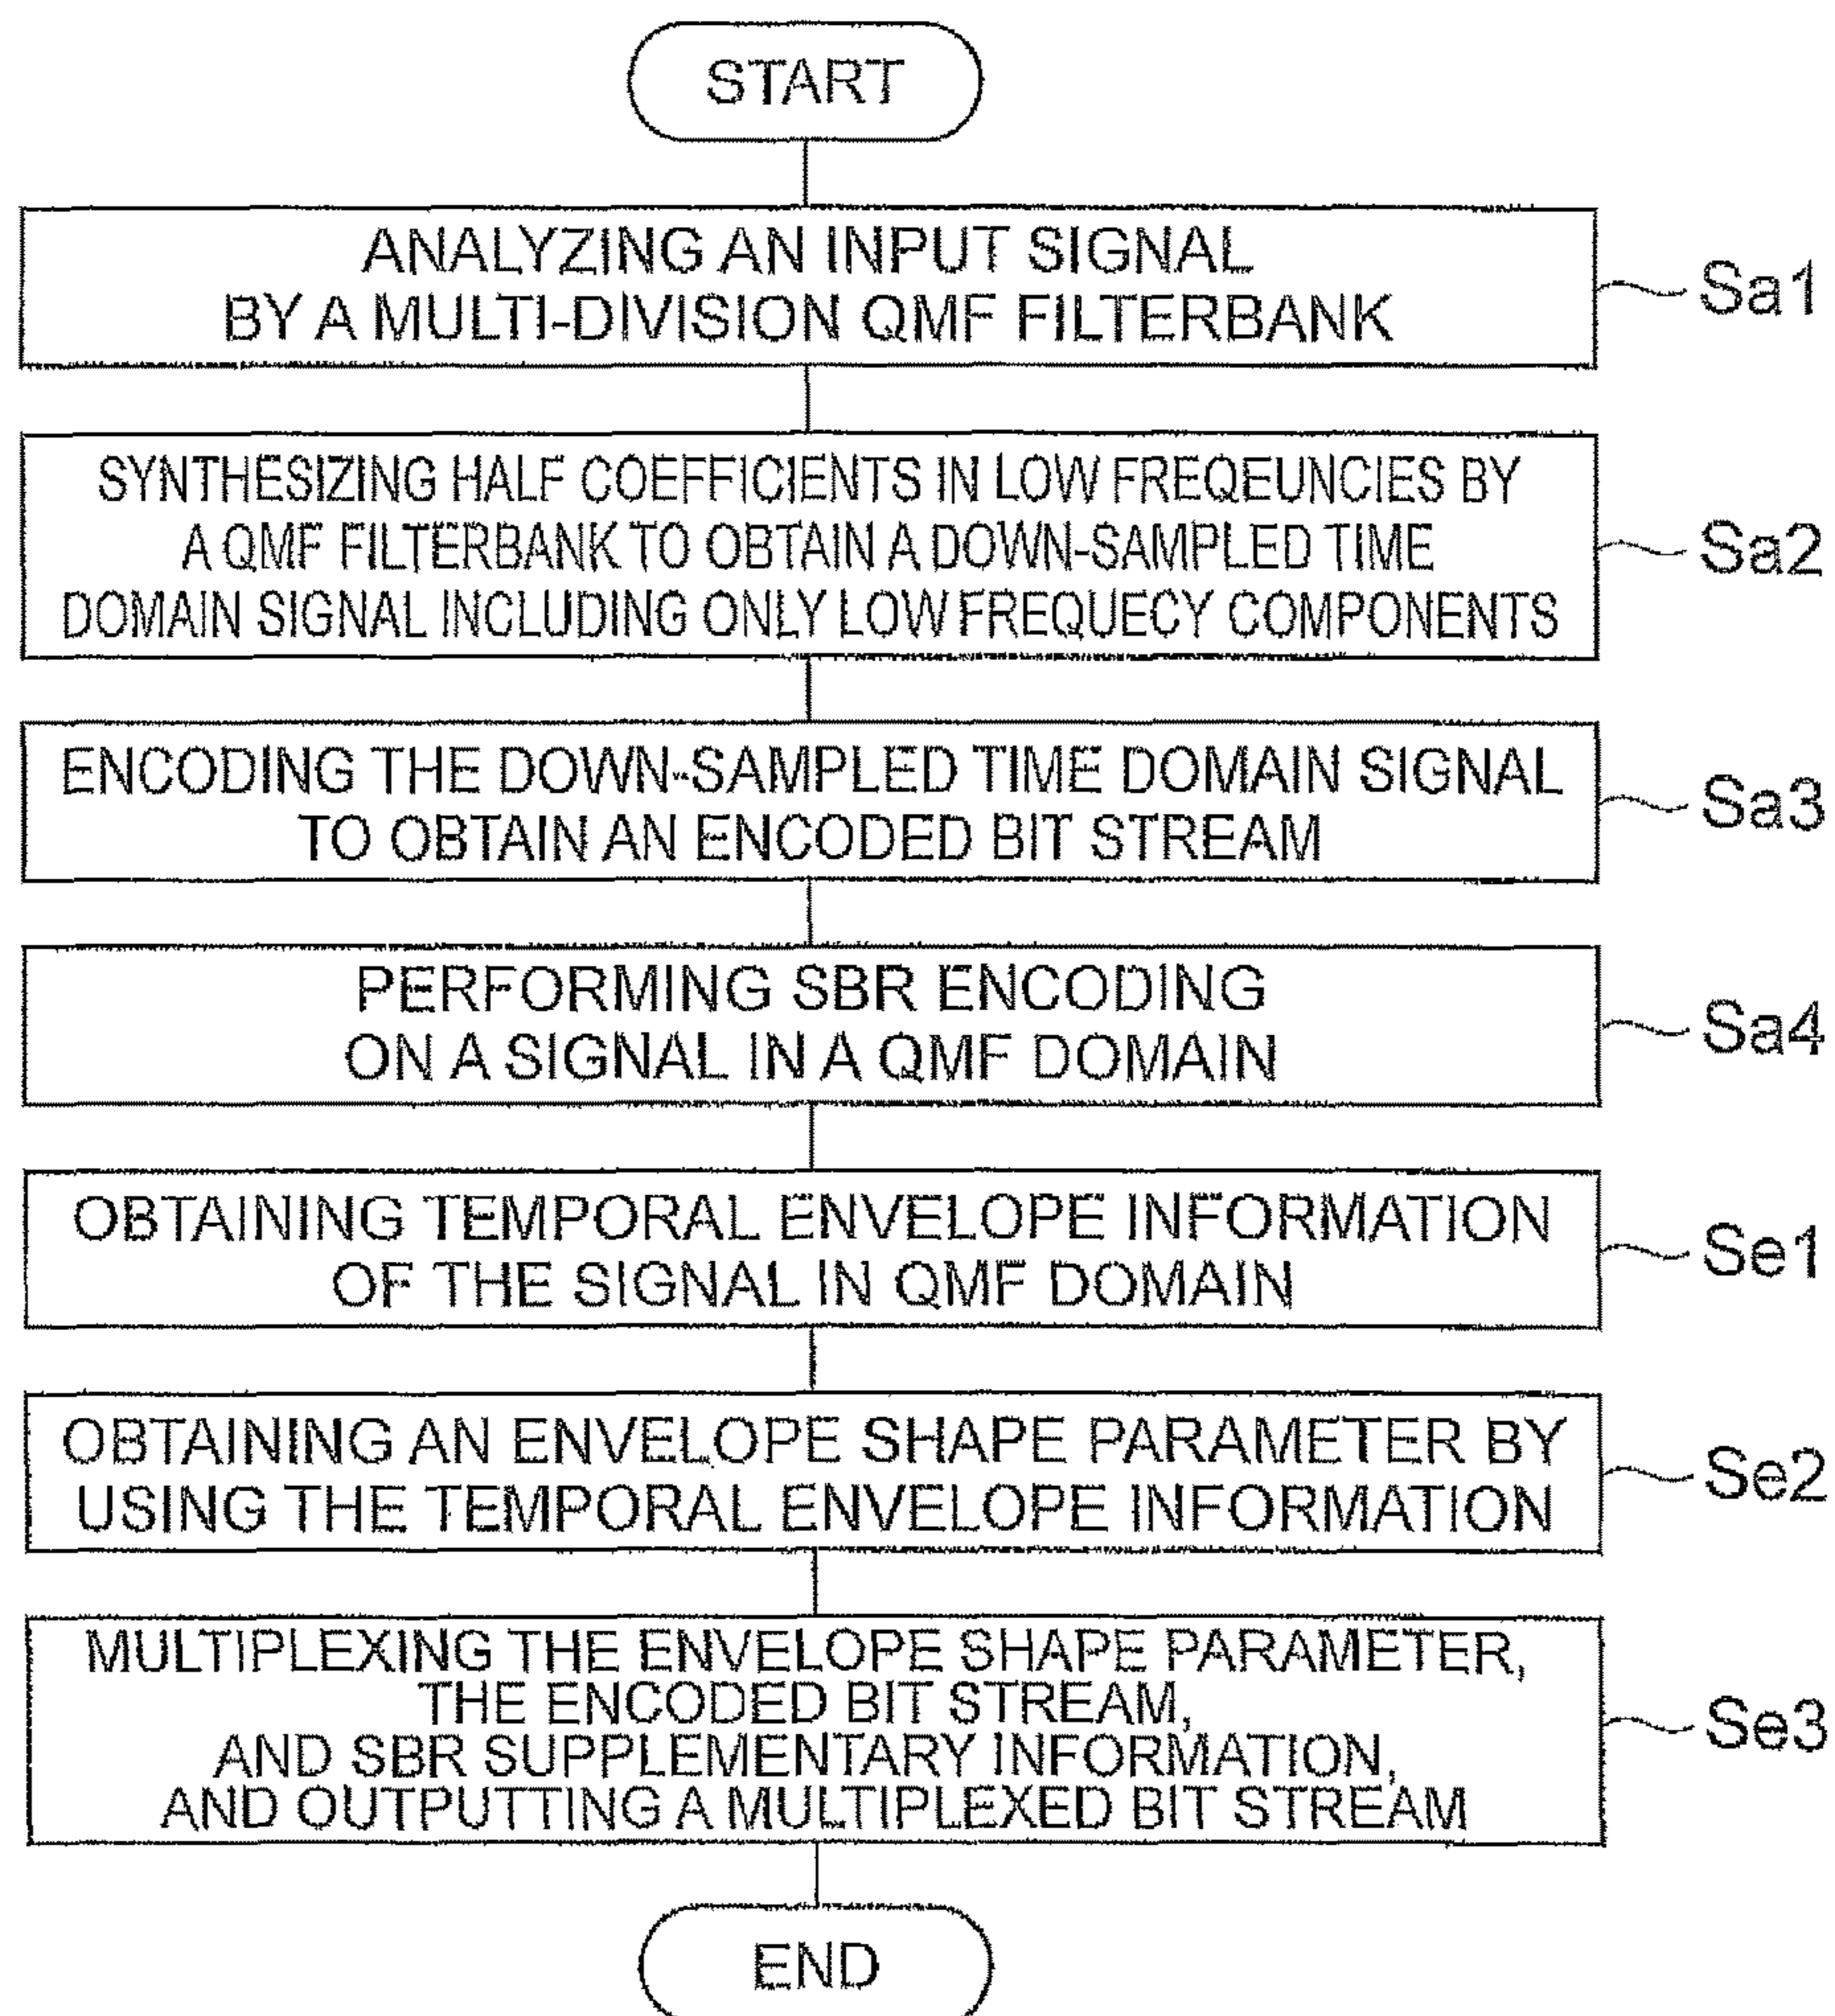 START
ANALYZING AN INPUT SIGNAL
BY A MULTI-DIVISION QMF FILTERBANK
Sa1
SYNTHESIZING HALF COEFFICIENTS IN LOW FREQEUNCIES BY
A QMF FILTERBANK TO OBTAIN A DOWN-SAMPLED TIME
DOMAIN SIGNAL INCLUDING ONLY LOW FREQUECY COMPONENTS
Sa2
ENCODING THE DOWN-SAMPLED TIME DOMAIN SIGNAL
TO OBTAIN AN ENCODED BIT STREAM
Sa3
PERFORMING SBR ENCODING
ON A SIGNAL IN A QMF DOMAIN
Sa4
OBTAINING TEMPORAL ENVELOPE INFORMATION
OF THE SIGNAL IN QMF DOMAIN
Se1
OBTAINING AN ENVELOPE SHAPE PARAMETER BY
USING THE TEMPORAL ENVELOPE INFORMATION
Se2
MULTIPLEXING THE ENVELOPE SHAPE PARAMETER,
THE ENCODED BIT STREAM,
AND SBR SUPPLEMENTARY INFORMATION,
AND OUTPUTTING A MULTIPLEXED BIT STREAM
Se3
END